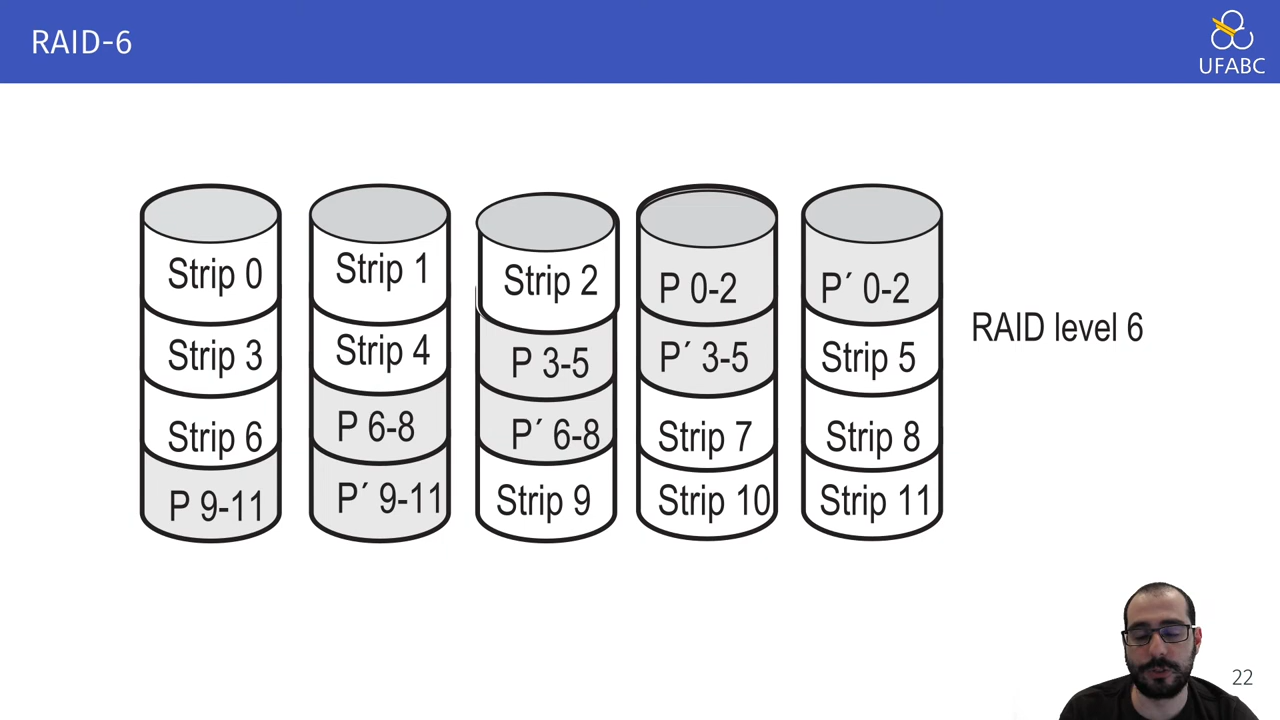 RAID-6
UFABC
Strip 0
Strip 1
Strip 2
P 0-2
P´ 0-2
RAID level 6
Strip 3
Strip 4
P 3-5
P´ 3-5
Strip 5
Strip 6
P 6-8
P´ 6-8
Strip 7
Strip 8
P 9-11
P´ 9-11
Strip 9
Strip 10
Strip 11
22